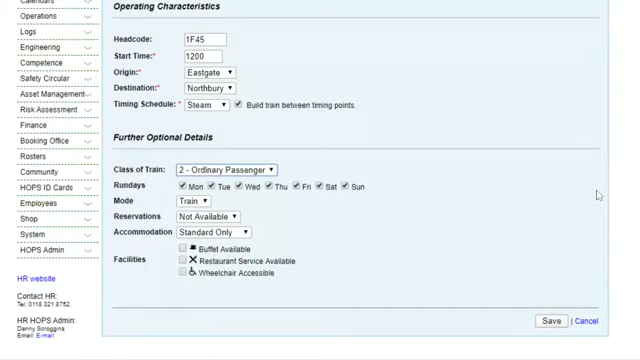 Calendars
Operations
Logs
Engineering
Competence
Safety Circular
Asset Management
Risk Assessment
Finance
Booking Office
Rosters
Community
HOPS ID Cards
Employees
Shop
System
HOPS Admin
HR website
Contact HR:
Tel: 0118 321 8752.
HR HOPS Admin:
Danny Scroggins
Email: E-mail
Operating Characteristics
Headcode: 1F45
Start Time:* 1200
Origin:* Eastgate
Destination:* Northbury
Timing Schedule: * Steam Build train between timing points.
Further Optional Details
Class of Train: 2 - Ordinary Passenger
Rundays Mon Tue Wed Thu Fri Sat Sun
Mode Train
Reservations Not Available
Accommodation Standard Only
Facilities
Buffet Available
Restaurant Service Available
Wheelchair Accessible
Save | Cancel